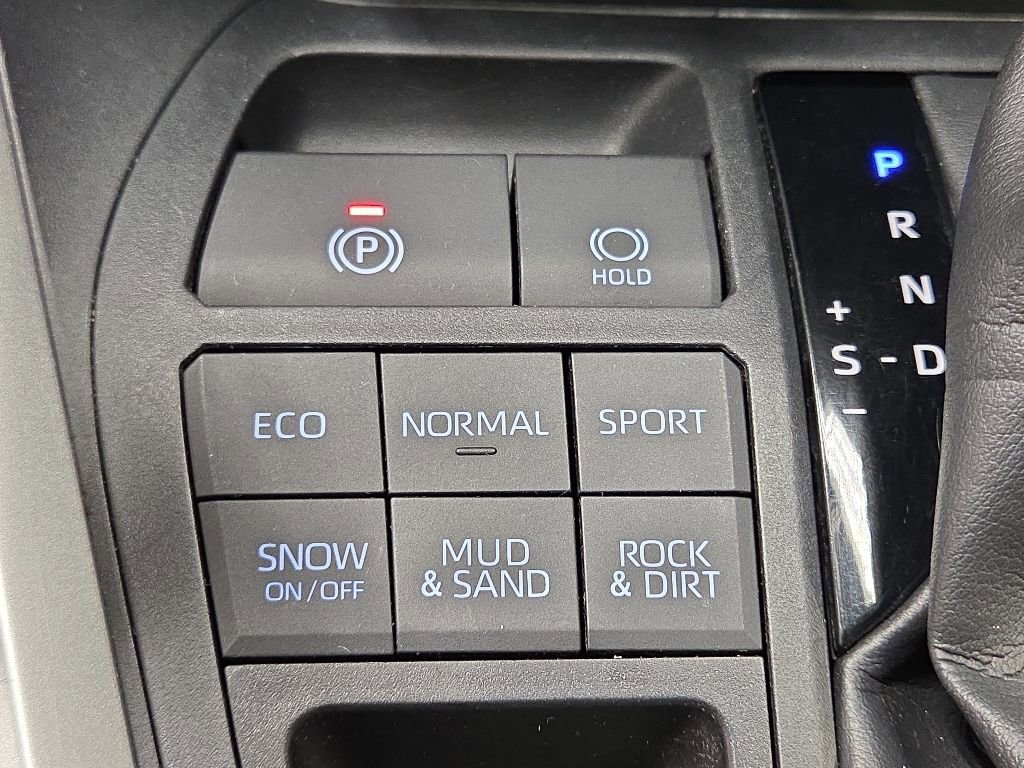 P
HOLD
P
R
N
+
S - D
-
ECO
NORMAL
SPORT
SNOW
ON/OFF
MUD
& SAND
ROCK
& DIRT